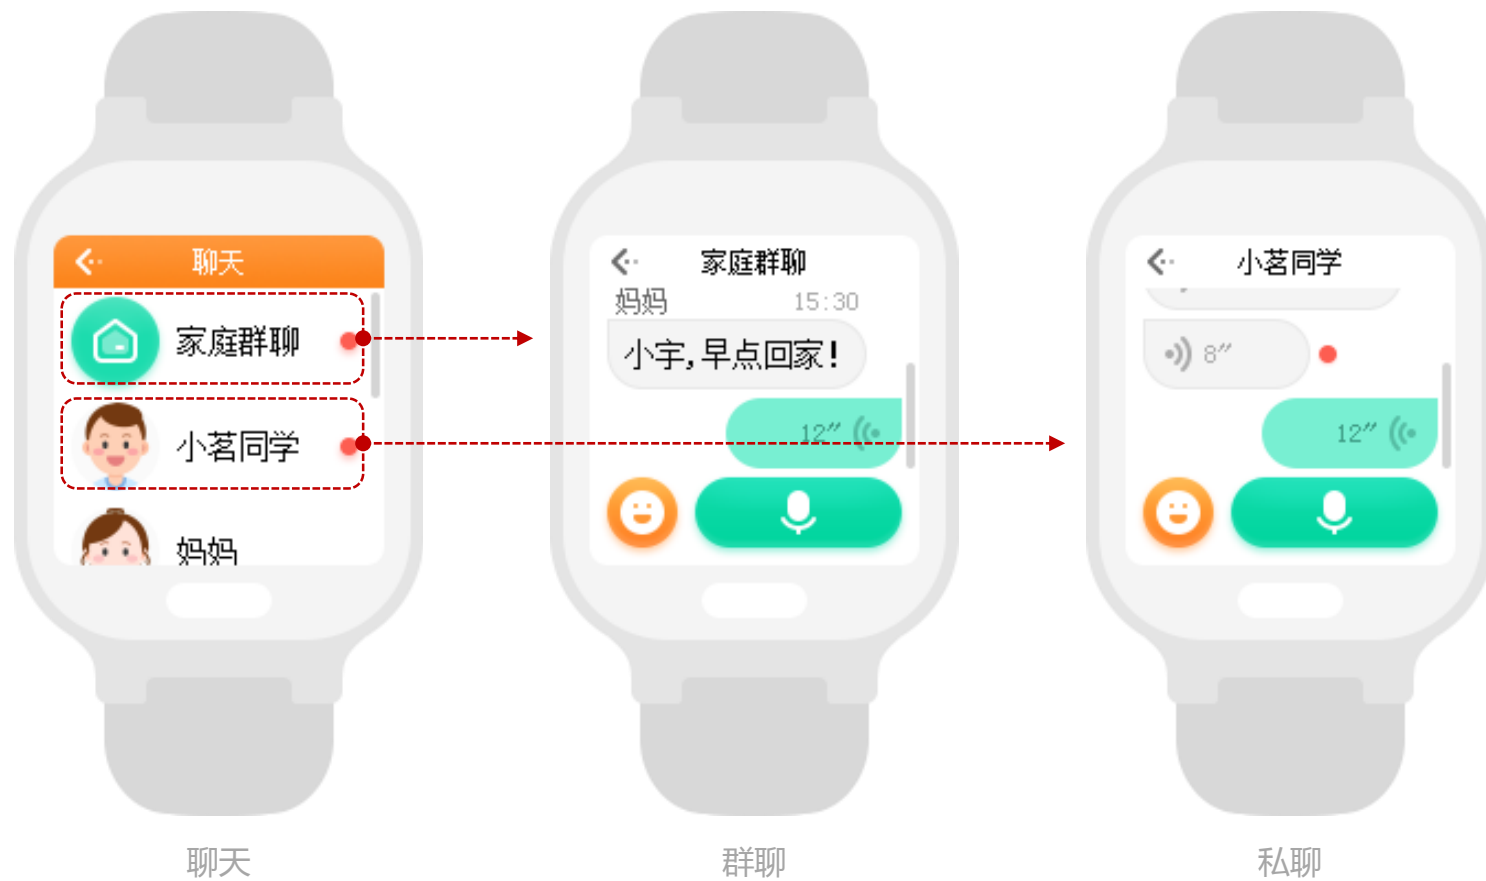 聊天
家庭群聊
小茗同学
妈妈
家庭群聊
妈妈 15:30
小宇,早点回家!
12″
小茗同学
8″
12″
聊天
群聊
私聊